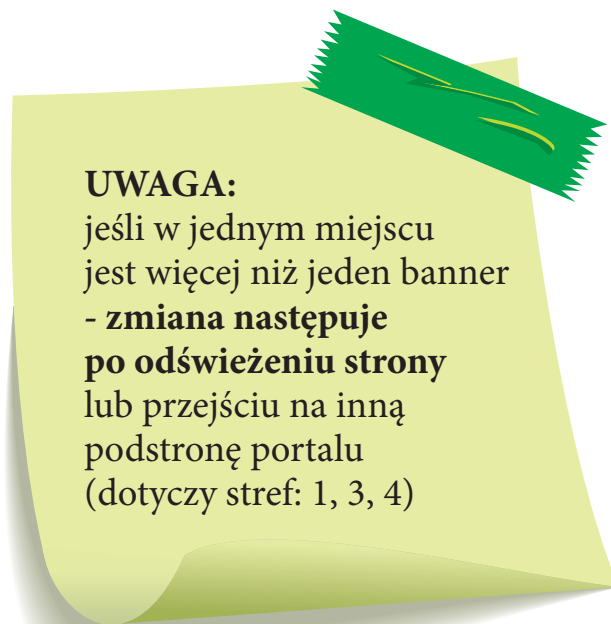 UWAGA:
jeśli w jednym miejscu
jest więcej niż jeden banner
- zmiana następuje
po odświeżeniu strony
lub przejściu na inną
podstronę portalu
(dotyczy stref: 1, 3, 4)